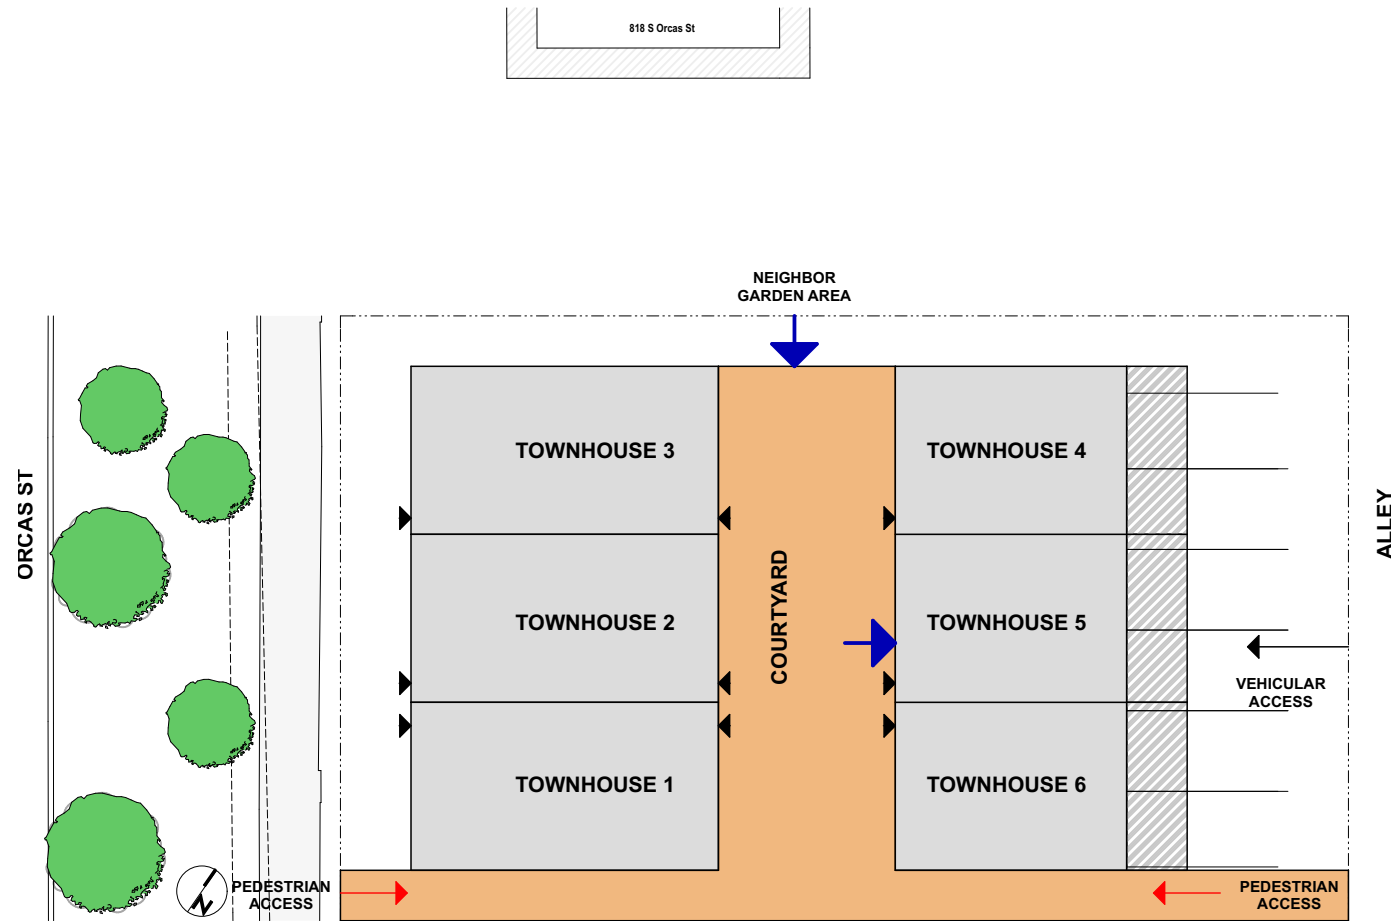 818 S Orcas St
NEIGHBOR
GARDEN AREA
TOWNHOUSE 3
TOWNHOUSE 4
ORCAS ST
ALLEY
COURTYARD
TOWNHOUSE 2
TOWNHOUSE 5
VEHICULAR
ACCESS
TOWNHOUSE 1
TOWNHOUSE 6
N
PEDESTRIAN
ACCESS
PEDESTRIAN
ACCESS